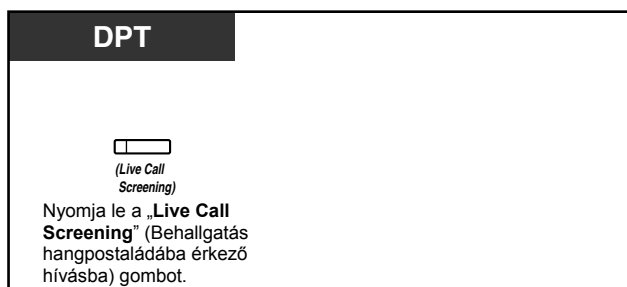 DPT
(Live Call
Screening)
Nyomja le a „Live Call
Screening” (Behallgatás
hangpostaládába érkező
hívásba) gombot.